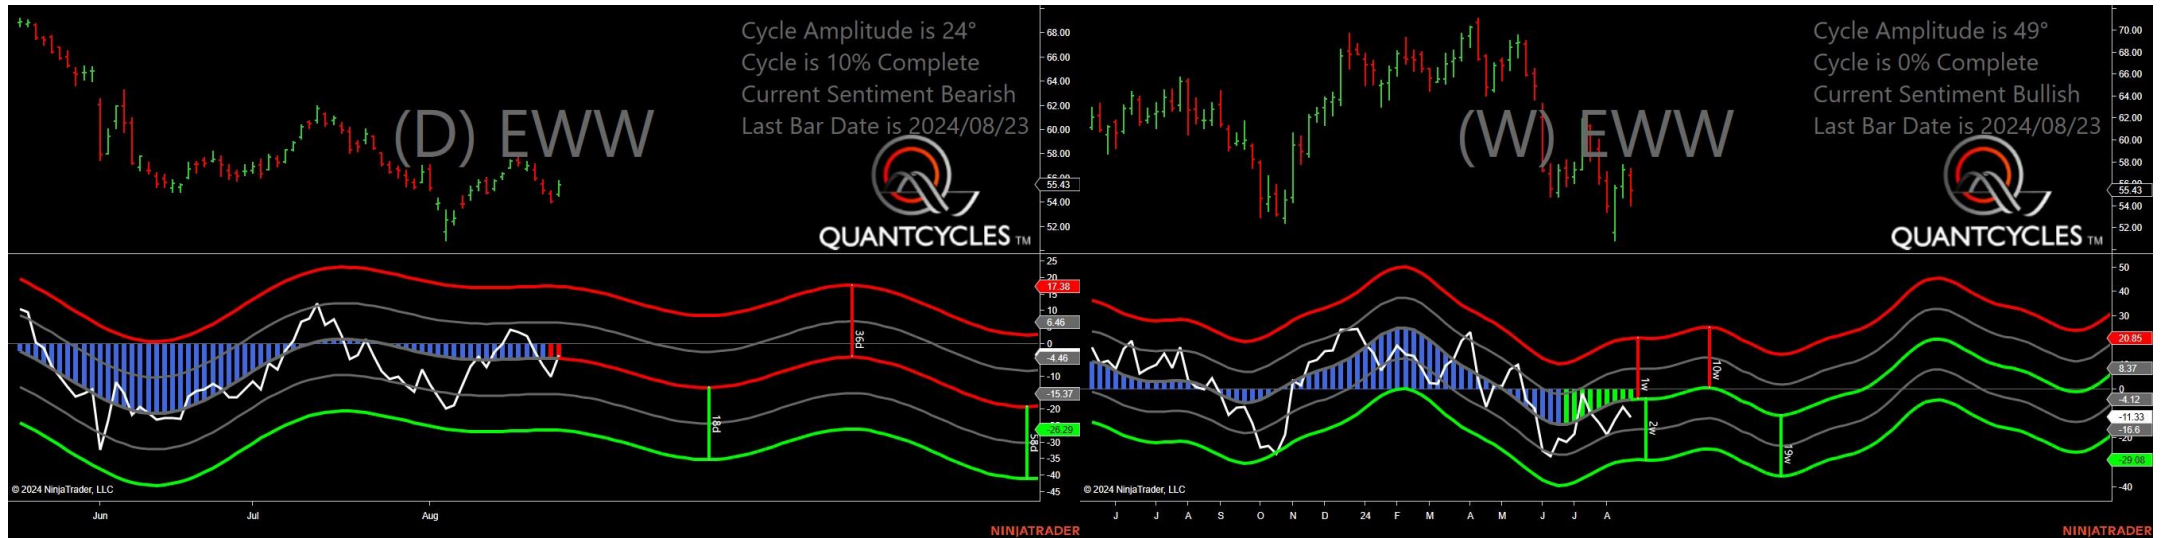 Cycle Amplitude is 24°
Cycle is 10% Complete
Current Sentiment Bearish
Last Bar Date is 2024/08/23
(D) EWW
QUANTCYCLES TM
68.00
66.00
64.00
62.00
60.00
58.00
56.00
55.43
54.00
52.00
25
20
17.38
15
6.46
0
-4.46
-10
-15.37
-20
-26.29
-30
-35
-40
-45
36d
18d
58d
© 2024 NinjaTrader, LLC
Jun Jul Aug
NINJATRADER
Cycle Amplitude is 49°
Cycle is 0% Complete
Current Sentiment Bullish
Last Bar Date is 2024/08/23
(W) EWW
QUANTCYCLES TM
70.00
68.00
66.00
64.00
62.00
60.00
58.00
56.00
55.43
54.00
52.00
50
40
30
20.85
8.37
0
-4.12
-11.33
-16.6
-20
-29.08
-40
1w
10w
2w
19w
© 2024 NinjaTrader, LLC
J J A S O N D 24 F M A M J J A
NINJATRADER